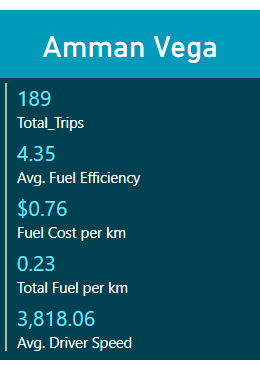 Amman Vega
189
Total_Trips
4.35
Avg. Fuel Efficiency
$0.76
Fuel Cost per km
0.23
Total Fuel per km
3,818.06
Avg. Driver Speed